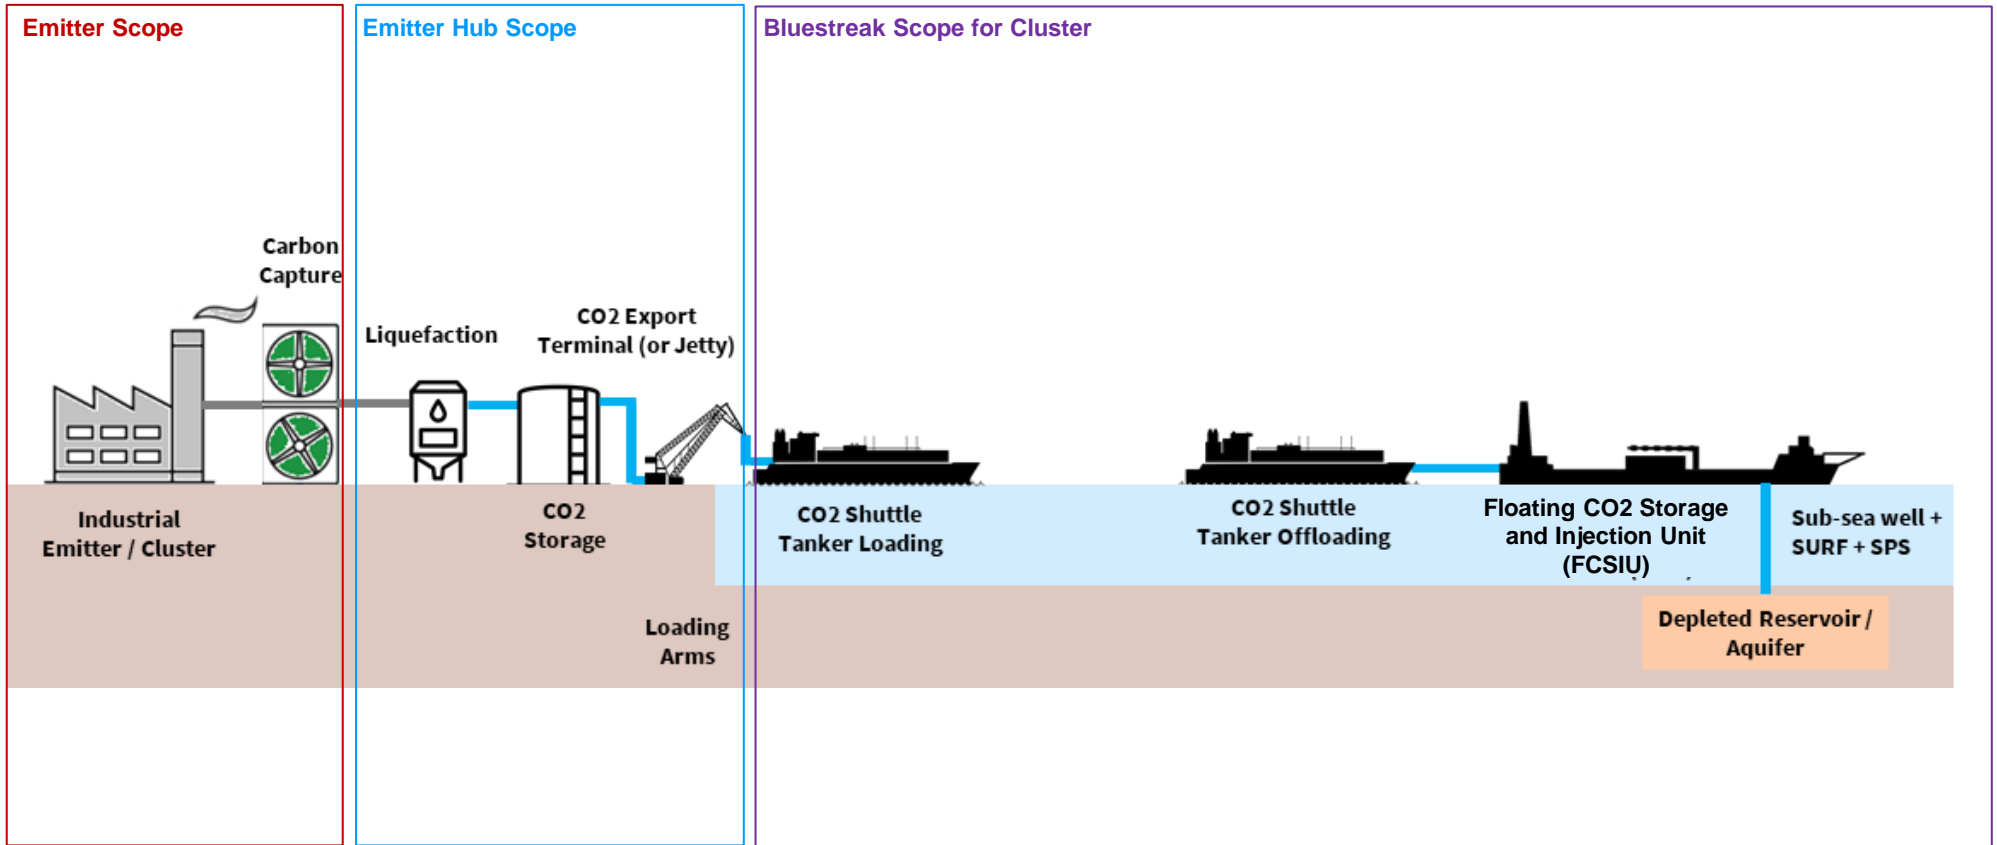 Emitter Scope
Emitter Hub Scope
Bluestreak Scope for Cluster
Carbon
Capture
Liquefaction
CO2 Export
Terminal (or Jetty)
Industrial
Emitter / Cluster
CO2
Storage
Loading
Arms
CO2 Shuttle
Tanker Loading
CO2 Shuttle
Tanker Offloading
Floating CO2 Storage
and Injection Unit
(FCSIU)
Sub-sea well +
SURF + SPS
Depleted Reservoir /
Aquifer